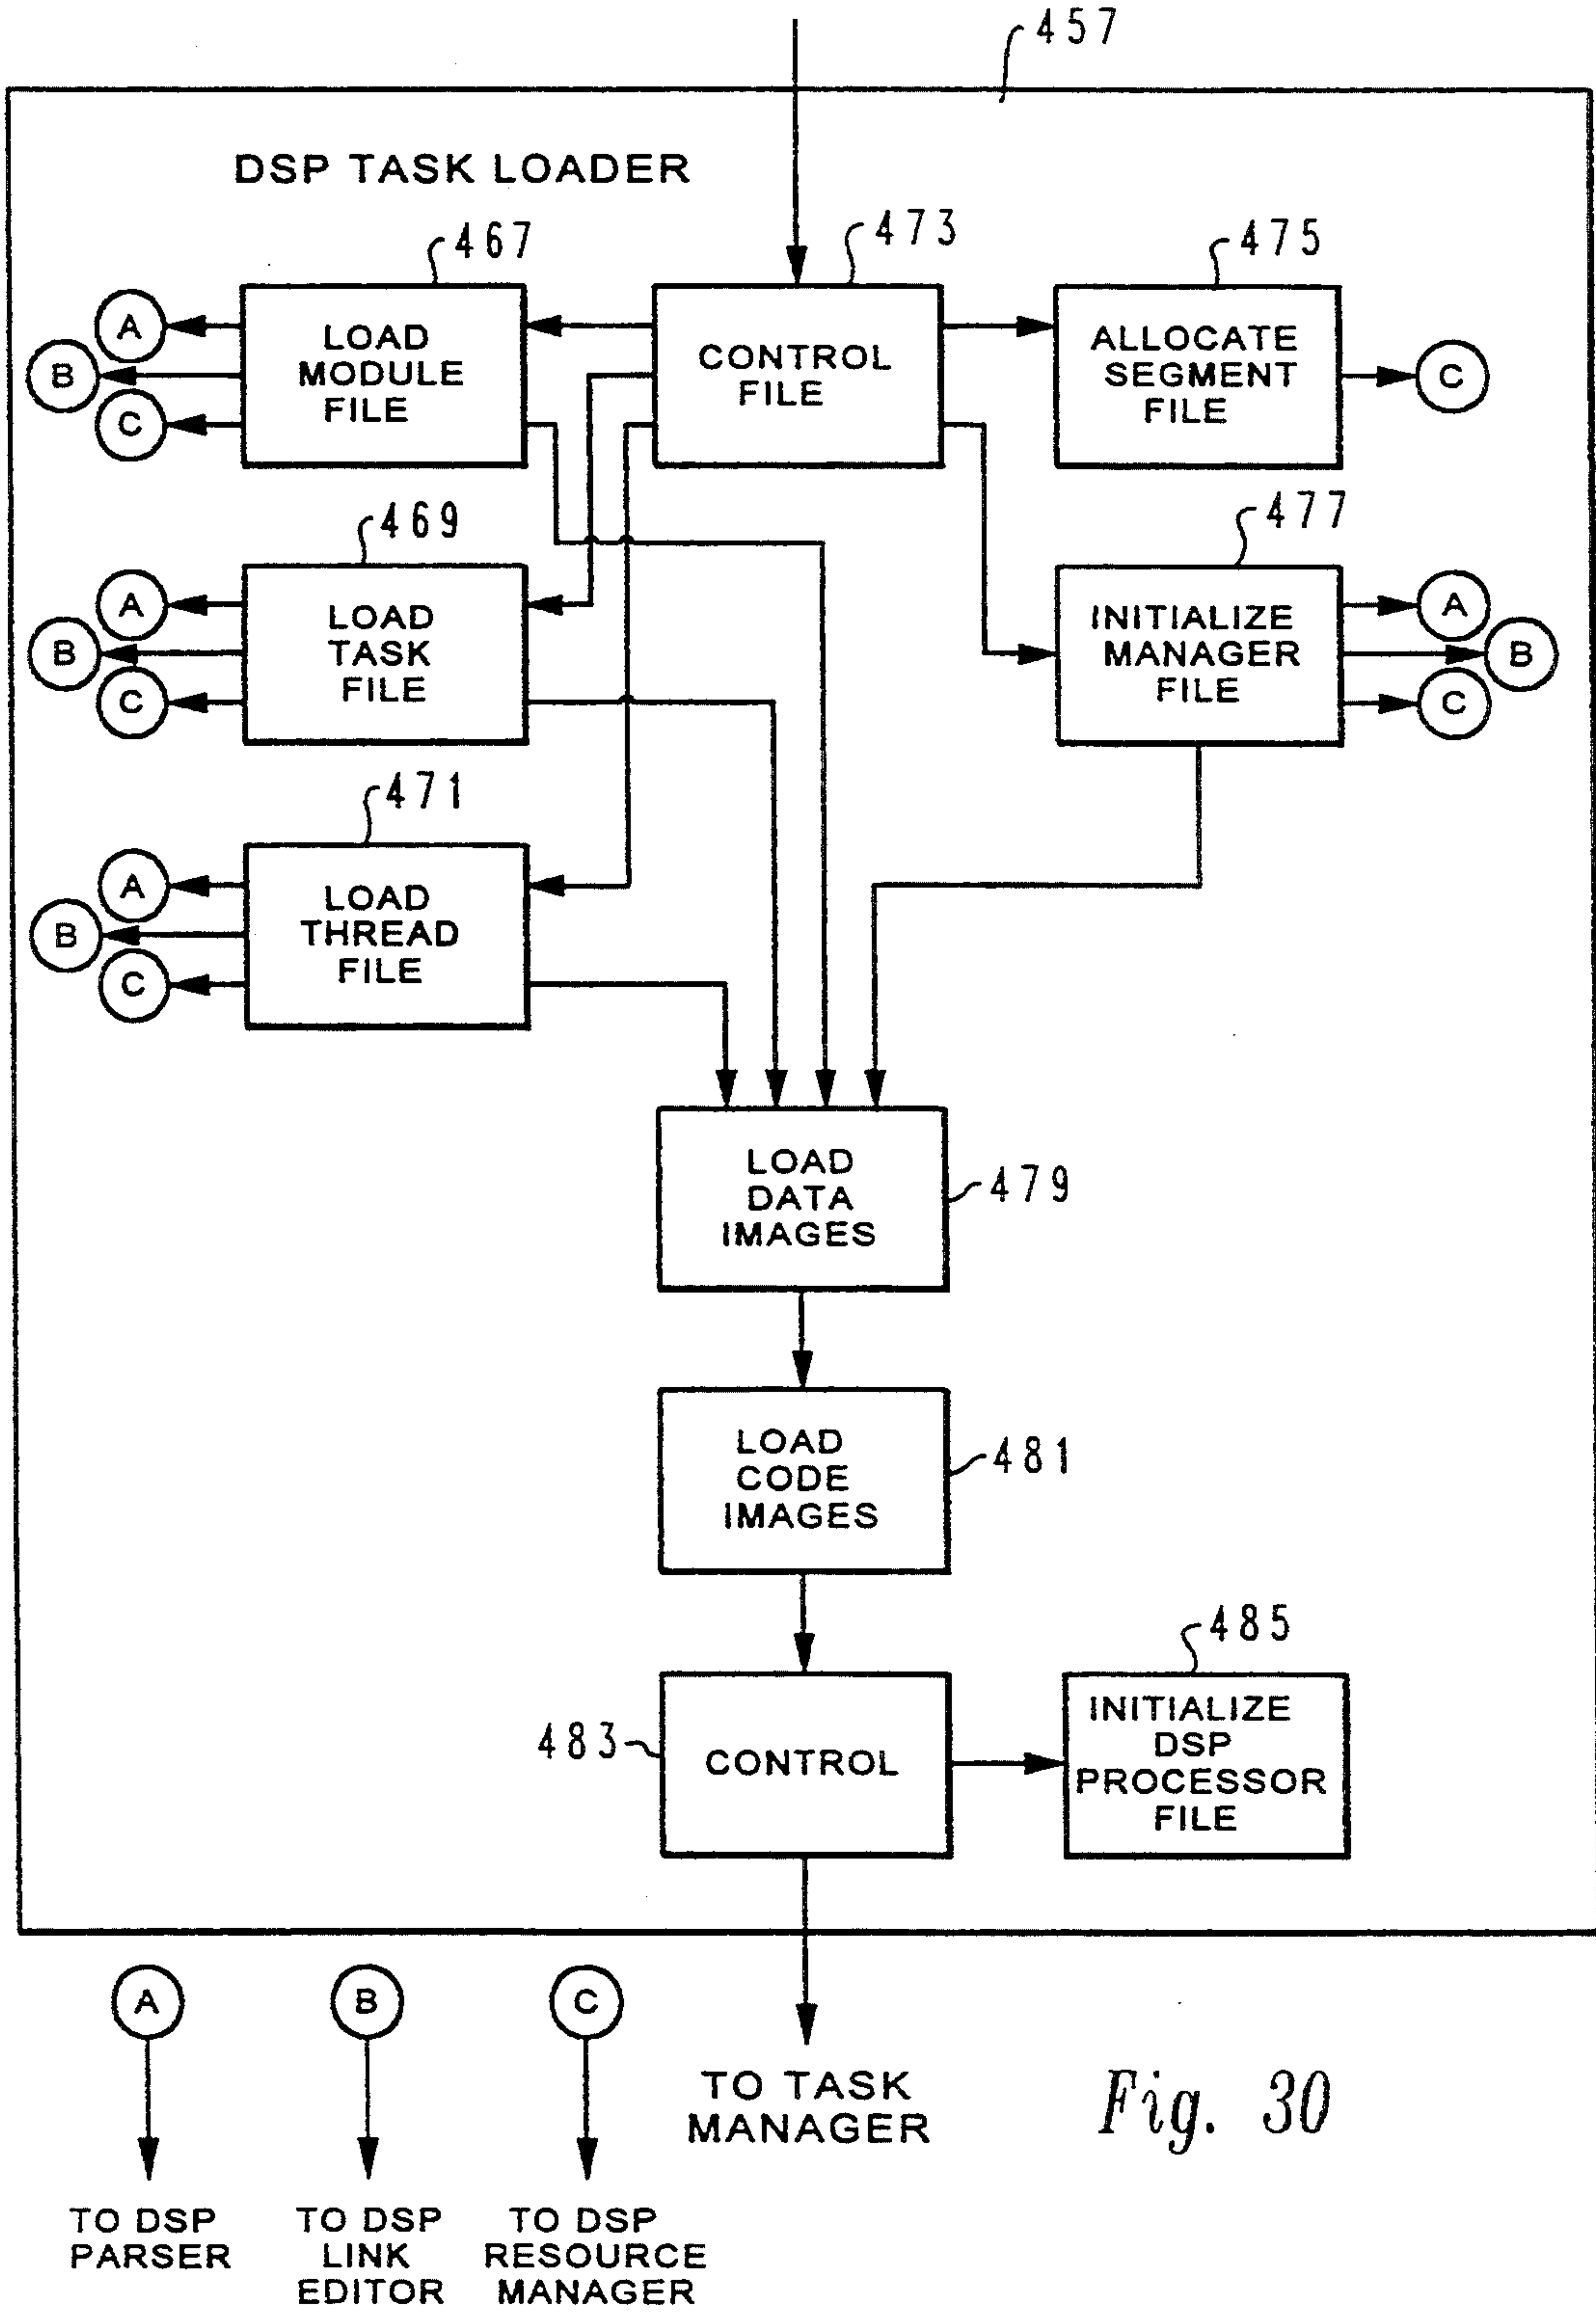 457
DSP TASK LOADER
467
473
475
A
B
C
LOAD
MODULE
FILE
CONTROL
FILE
ALLOCATE
SEGMENT
FILE
C
469
477
A
B
C
LOAD
TASK
FILE
INITIALIZE
MANAGER
FILE
A
B
C
471
A
B
C
LOAD
THREAD
FILE
LOAD
DATA
IMAGES
479
LOAD
CODE
IMAGES
481
485
483
CONTROL
INITIALIZE
DSP
PROCESSOR
FILE
A
B
C
TO TASK
MANAGER
Fig. 30
TO DSP
PARSER
TO DSP
LINK
EDITOR
TO DSP
RESOURCE
MANAGER